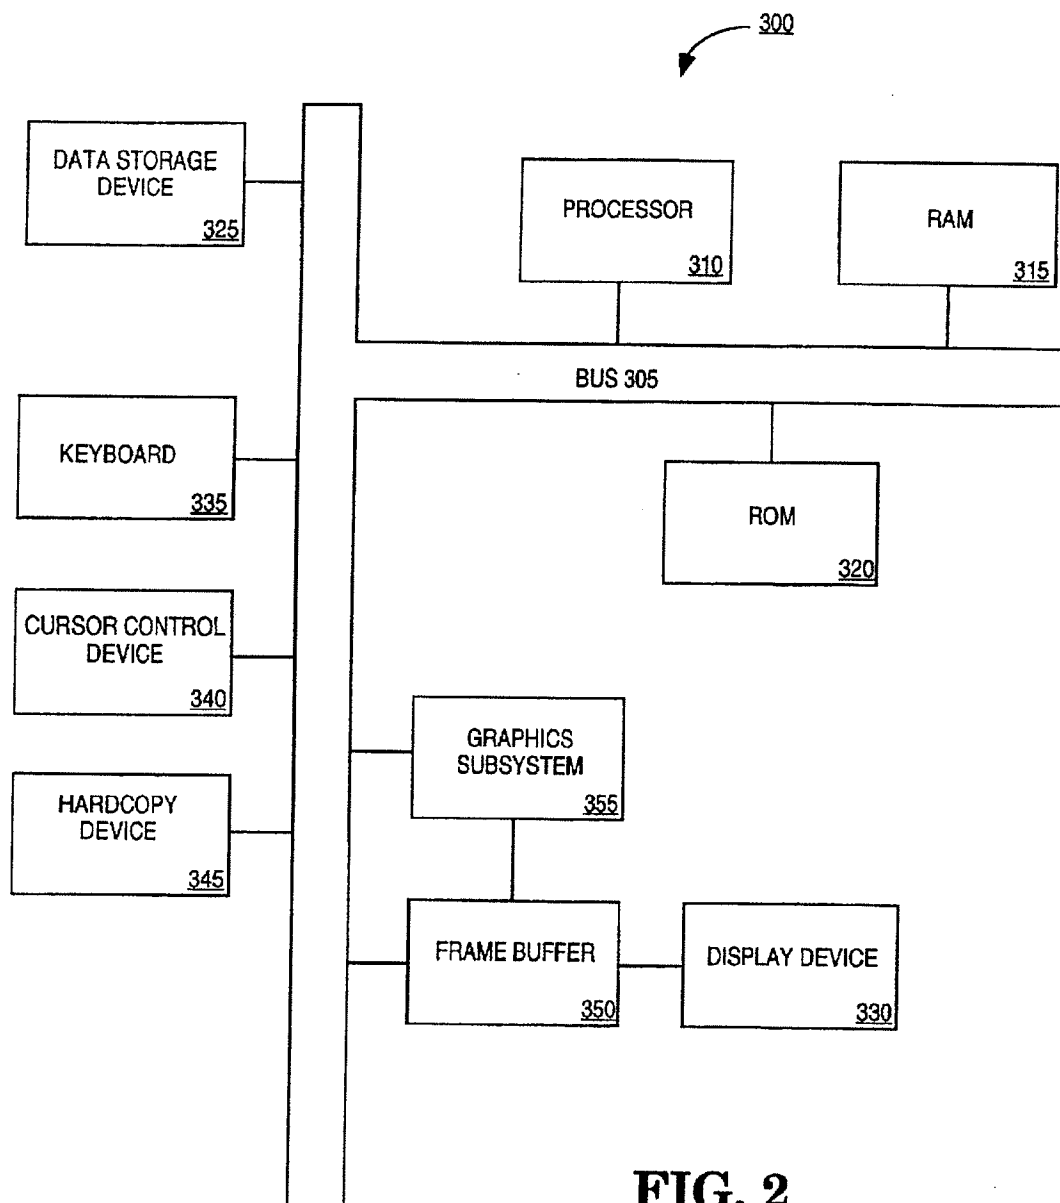 300
DATA STORAGE
DEVICE
325
PROCESSOR
310
RAM
315
BUS 305
KEYBOARD
335
ROM
320
CURSOR CONTROL
DEVICE
340
GRAPHICS
SUBSYSTEM
355
HARDCOPY
DEVICE
345
FRAME BUFFER
350
DISPLAY DEVICE
330
FIG. 2